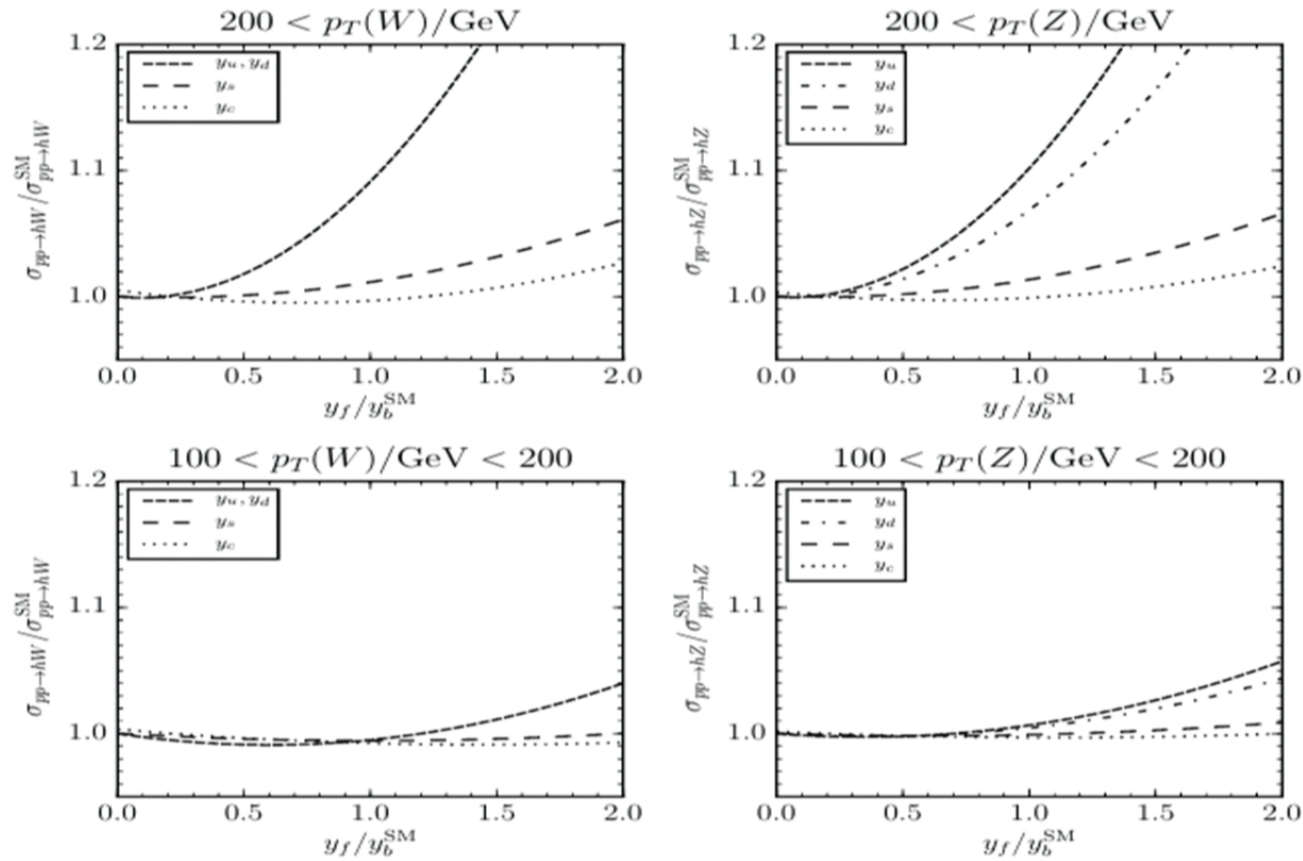 200 < p_T(W)/GeV
1.2
1.1
1.0
σ_{pp→hW}/σ^{SM}_{pp→hW}
y_u, y_d
y_s
y_c
0.0 0.5 1.0 1.5 2.0
y_f/y_b^{SM}
200 < p_T(Z)/GeV
1.2
1.1
1.0
σ_{pp→hZ}/σ^{SM}_{pp→hZ}
y_u
y_d
y_s
y_c
0.0 0.5 1.0 1.5 2.0
y_f/y_b^{SM}
100 < p_T(W)/GeV < 200
1.2
1.1
1.0
σ_{pp→hW}/σ^{SM}_{pp→hW}
y_u, y_d
y_s
y_c
0.0 0.5 1.0 1.5 2.0
y_f/y_b^{SM}
100 < p_T(Z)/GeV < 200
1.2
1.1
1.0
σ_{pp→hZ}/σ^{SM}_{pp→hZ}
y_u
y_d
y_s
y_c
0.0 0.5 1.0 1.5 2.0
y_f/y_b^{SM}